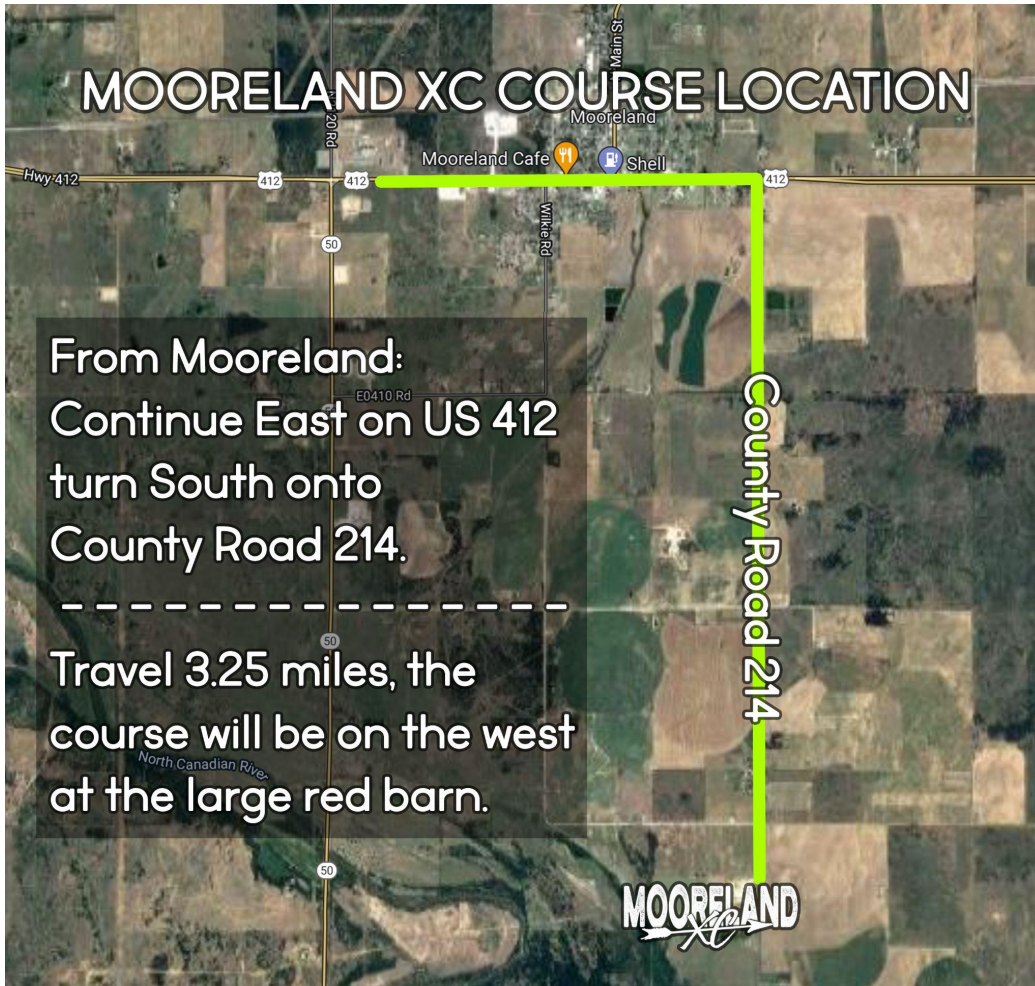 MOORELAND XC COURSE LOCATION
Main St
Mooreland
Mooreland Cafe
Shell
Hwy 412
412
412
412
50
Wilkie Rd
From Mooreland:
E0410 Rd
Continue East on US 412
turn South onto
County Road 214.
County Road 214
50
Travel 3.25 miles, the
course will be on the west
North Canadian River
at the large red barn.
50
MOORELAND
XC